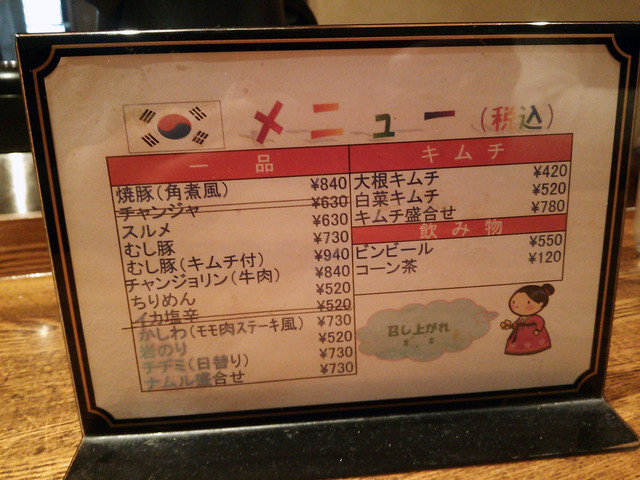 メニュー (税込)
一品
焼豚(角煮風) ¥840
チャンジャ ¥630
スルメ ¥630
むし豚 ¥730
むし豚(キムチ付) ¥940
チャンジョリン(牛肉) ¥840
ちりめん ¥520
イカ塩辛 ¥520
かしわ(モモ肉ステーキ風) ¥730
岩のり ¥520
チヂミ(日替り) ¥730
ナムル盛合せ ¥730
キムチ
大根キムチ ¥420
白菜キムチ ¥520
キムチ盛合せ ¥780
飲み物
ビンビール ¥550
コーン茶 ¥120
召し上がれ